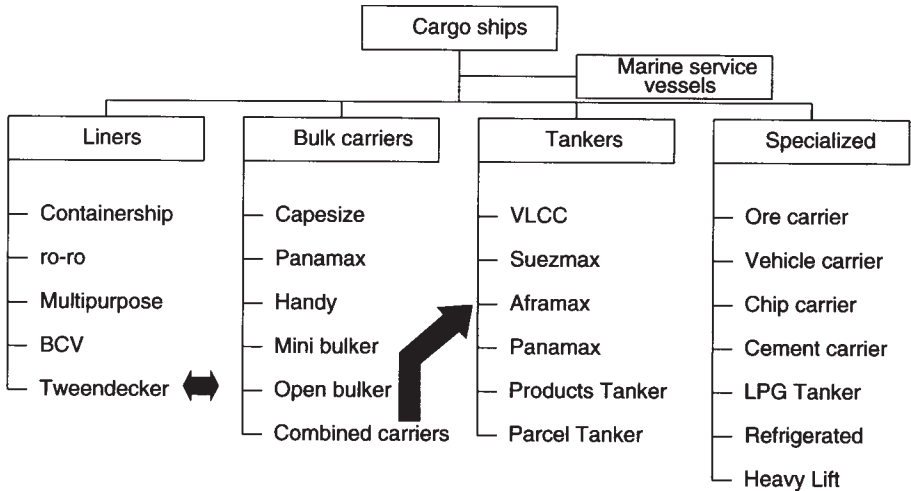 Cargo ships
Marine service
vessels
Liners
Bulk carriers
Tankers
Specialized
Containership
ro-ro
Multipurpose
BCV
Tweendecker
Capesize
Panamax
Handy
Mini bulker
Open bulker
Combined carriers
VLCC
Suezmax
Aframax
Panamax
Products Tanker
Parcel Tanker
Ore carrier
Vehicle carrier
Chip carrier
Cement carrier
LPG Tanker
Refrigerated
Heavy Lift